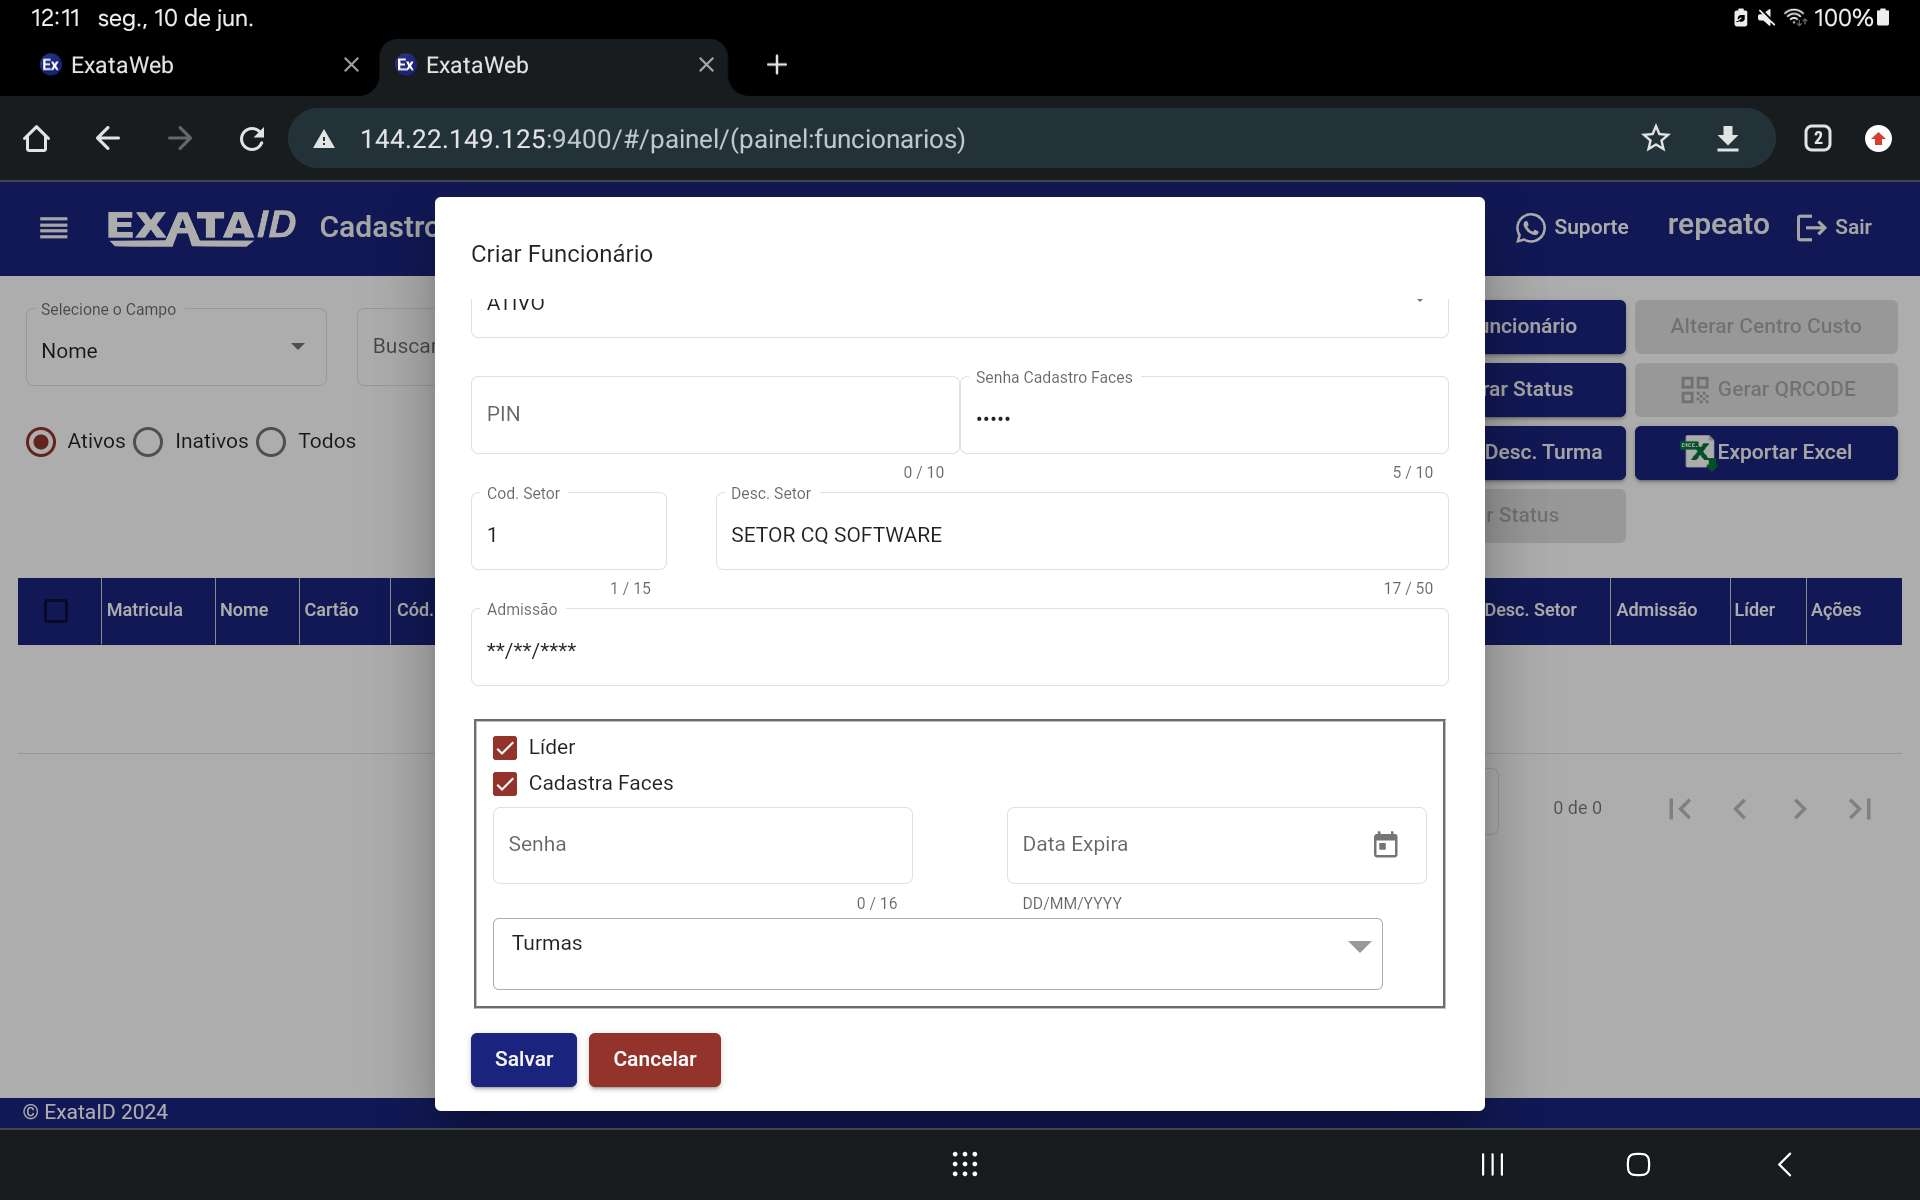 12:11 seg., 10 de jun. 100%
Ex ExataWeb Ex ExataWeb
144.22.149.125:9400/#/painel/(painel:funcionarios) 2
EXATAID Cadastro Suporte repeato Sair
Criar Funcionário
Selecione o Campo
Nome
Buscar
ATIVO
uncionário Alterar Centro Custo
PIN
0 / 10
Senha Cadastro Faces
•••••
5 / 10
rar Status Gerar QRCODE
Ativos Inativos Todos
Desc. Turma Exportar Excel
r Status
Cod. Setor
1
1 / 15
Desc. Setor
SETOR CQ SOFTWARE
17 / 50
Matricula Nome Cartão Cód. Desc. Setor Admissão Líder Ações
Admissão
**/**/****
Líder
Cadastra Faces
Senha
0 / 16
Data Expira
DD/MM/YYYY
0 de 0
Turmas
Salvar Cancelar
© ExataID 2024